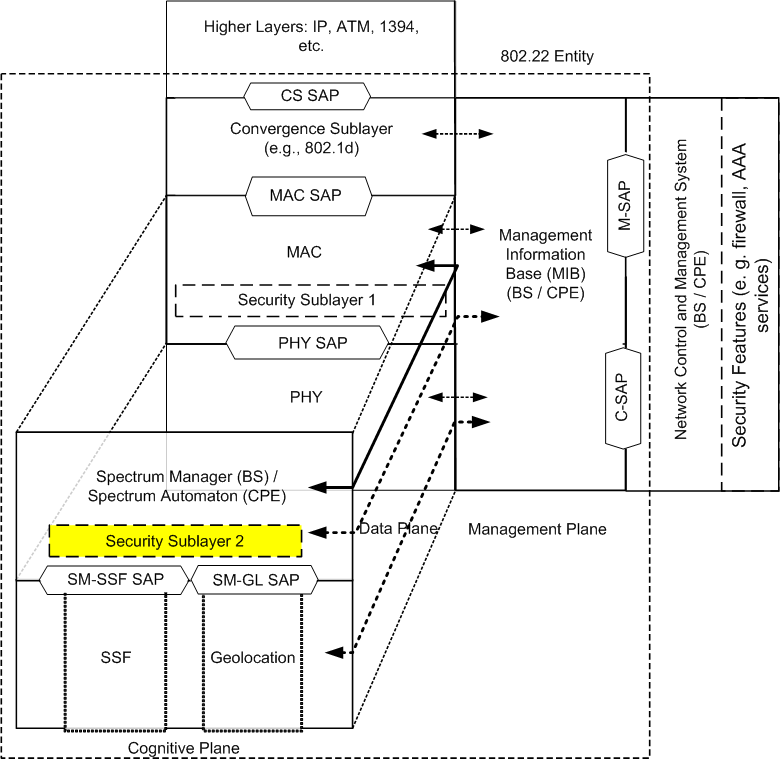 Higher Layers: IP, ATM, 1394,
etc.
802.22 Entity
CS SAP
Convergence Sublayer
(e.g., 802.1d)
MAC SAP
MAC
Security Sublayer 1
PHY SAP
PHY
Management
Information
Base (MIB)
(BS / CPE)
M-SAP
C-SAP
Network Control and Management System
(BS / CPE)
Security Features (e. g. firewall, AAA
services)
Spectrum Manager (BS) /
Spectrum Automaton (CPE)
Security Sublayer 2
Data Plane
Management Plane
SM-SSF SAP
SM-GL SAP
SSF
Geolocation
Cognitive Plane